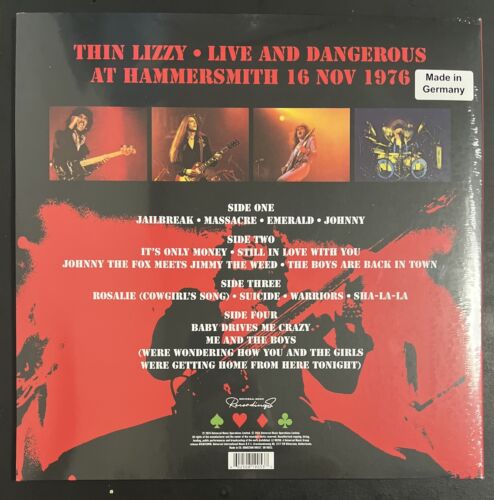 THIN LIZZY • LIVE AND DANGEROUS
AT HAMMERSMITH 16 NOV 1976
Made in
Germany
SIDE ONE
JAILBREAK • MASSACRE • EMERALD • JOHNNY
SIDE TWO
IT'S ONLY MONEY • STILL IN LOVE WITH YOU
JOHNNY THE FOX MEETS JIMMY THE WEED • THE BOYS ARE BACK IN TOWN
SIDE THREE
ROSALIE (COWGIRL'S SONG) • SUICIDE • WARRIORS • SHA-LA-LA
SIDE FOUR
BABY DRIVES ME CRAZY
ME AND THE BOYS
(WERE WONDERING HOW YOU AND THE GIRLS
WERE GETTING HOME FROM HERE TONIGHT)
Recordings